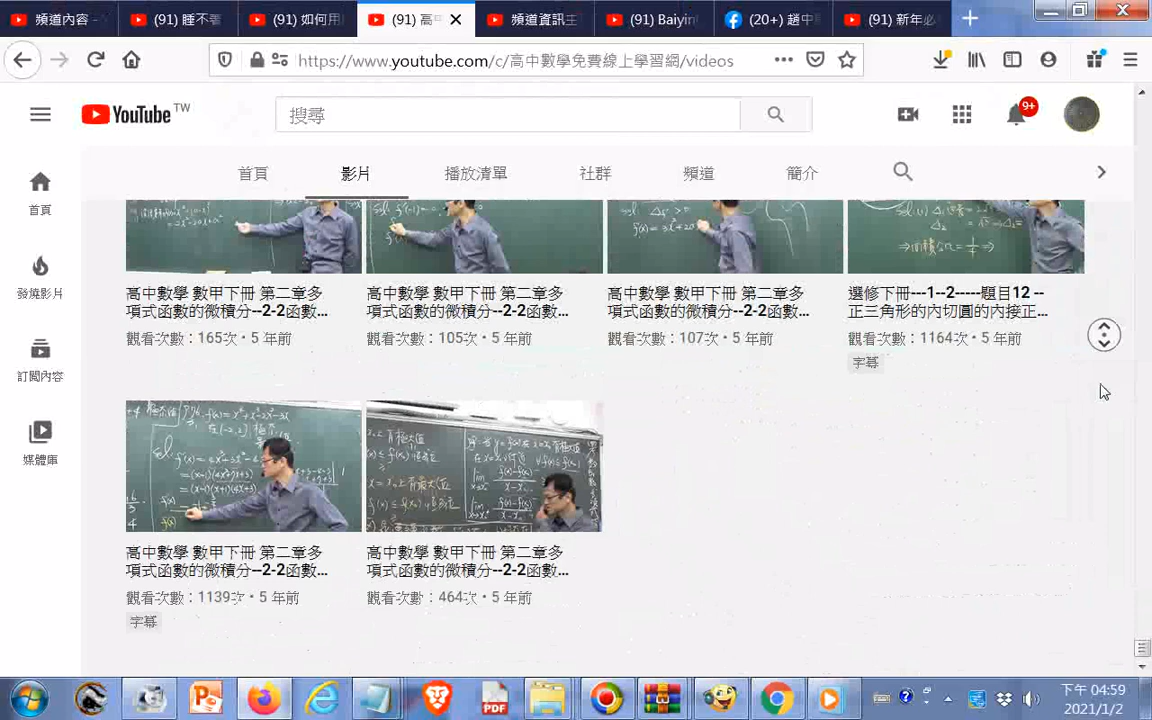 頻道內容 -
(91) 睡不著
(91) 如何用
(91) 高中
頻道資訊主
(91) Baiyin
(20+) 趙中
(91) 新年必
https://www.youtube.com/c/高中數學免費線上學習網/videos
YouTube TW
搜尋
9+
首頁
影片
播放清單
社群
頻道
簡介
首頁
發燒影片
訂閱內容
媒體庫
高中數學 數甲下冊 第二章多
項式函數的微積分--2-2函數...
觀看次數：165次・5 年前
高中數學 數甲下冊 第二章多
項式函數的微積分--2-2函數...
觀看次數：105次・5 年前
高中數學 數甲下冊 第二章多
項式函數的微積分--2-2函數...
觀看次數：107次・5 年前
選修下冊---1--2-----題目12 --
正三角形的內切圓的內接正...
觀看次數：1164次・5 年前
字幕
高中數學 數甲下冊 第二章多
項式函數的微積分--2-2函數...
觀看次數：1139次・5 年前
字幕
高中數學 數甲下冊 第二章多
項式函數的微積分--2-2函數...
觀看次數：464次・5 年前
PDF
下午 04:59
2021/1/2